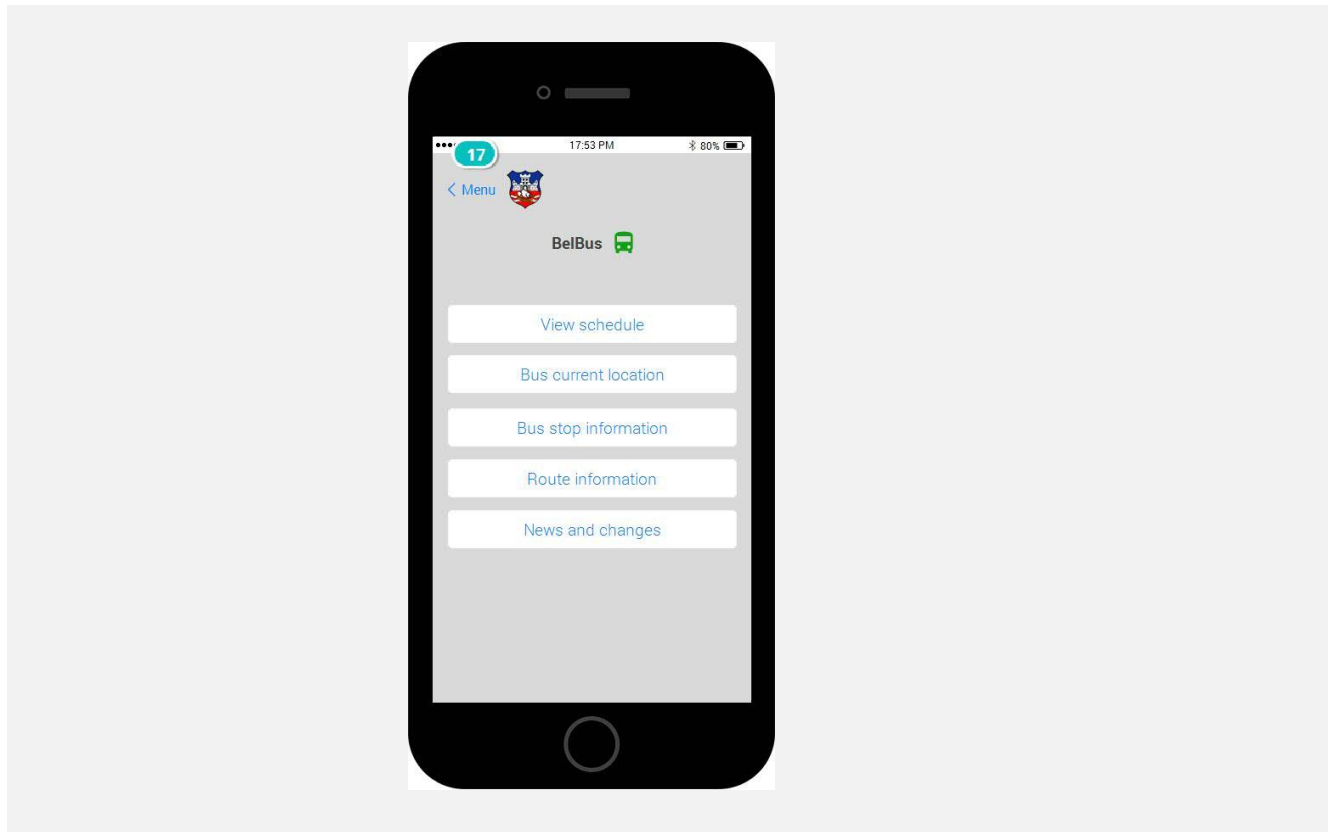 17:53 PM
80%
17
< Menu
BelBus
View schedule
Bus current location
Bus stop information
Route information
News and changes